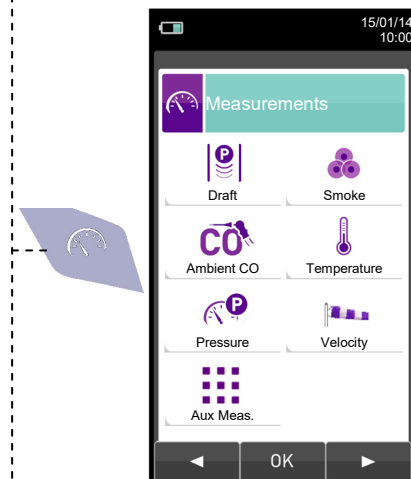 15/01/14
10:00
Measurements
P
Draft
Smoke
CO
Ambient CO
Temperature
P
Pressure
Velocity
Aux Meas.
OK